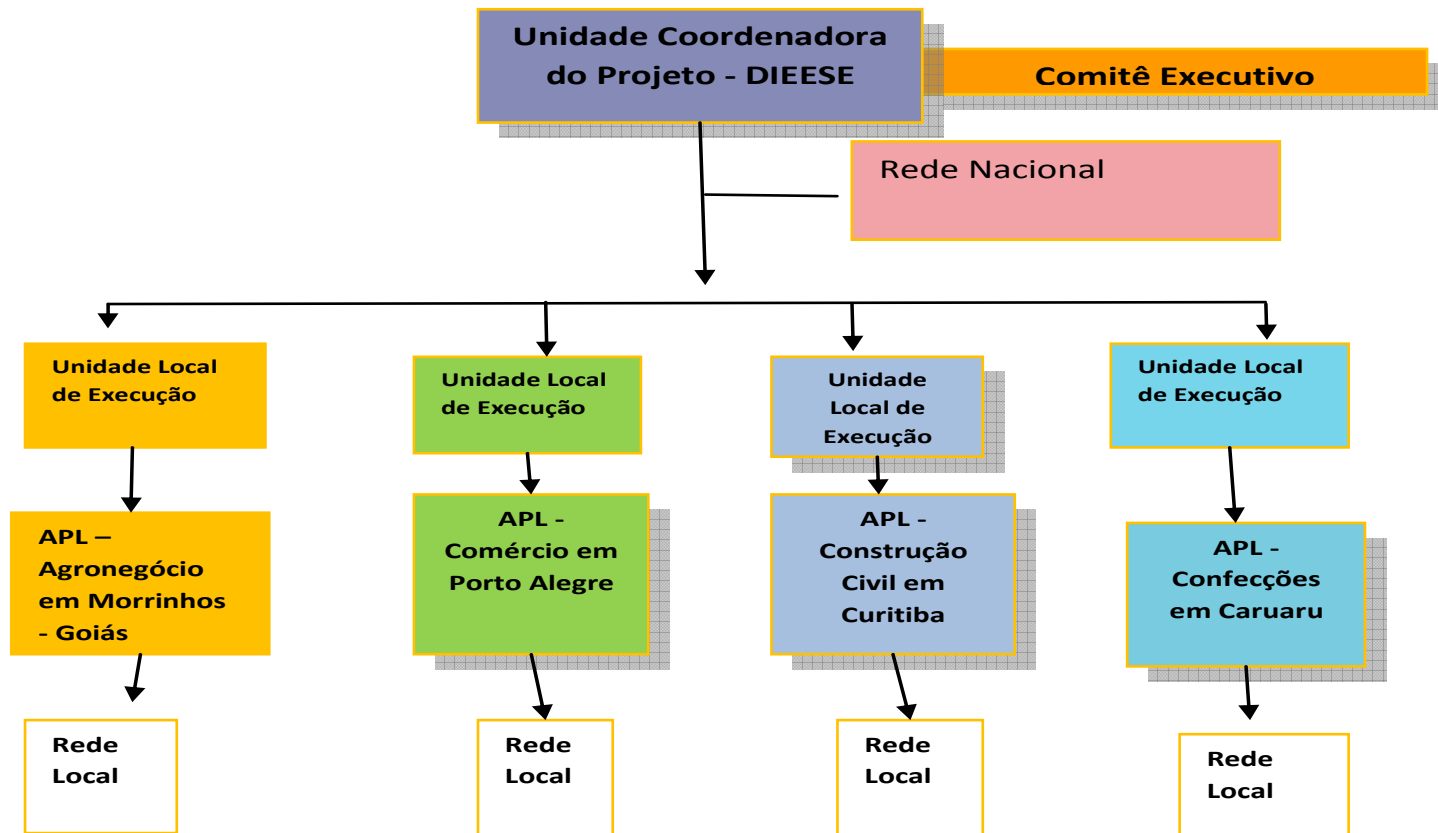 Unidade Coordenadora
do Projeto - DIEESE
Comitê Executivo
Rede Nacional
Unidade Local
de Execução
Unidade Local
de Execução
Unidade
Local de
Execução
Unidade Local
de Execução
APL –
Agronegócio
em Morrinhos
- Goiás
APL -
Comércio em
Porto Alegre
APL -
Construção
Civil em
Curitiba
APL -
Confecções
em Caruaru
Rede
Local
Rede
Local
Rede
Local
Rede
Local